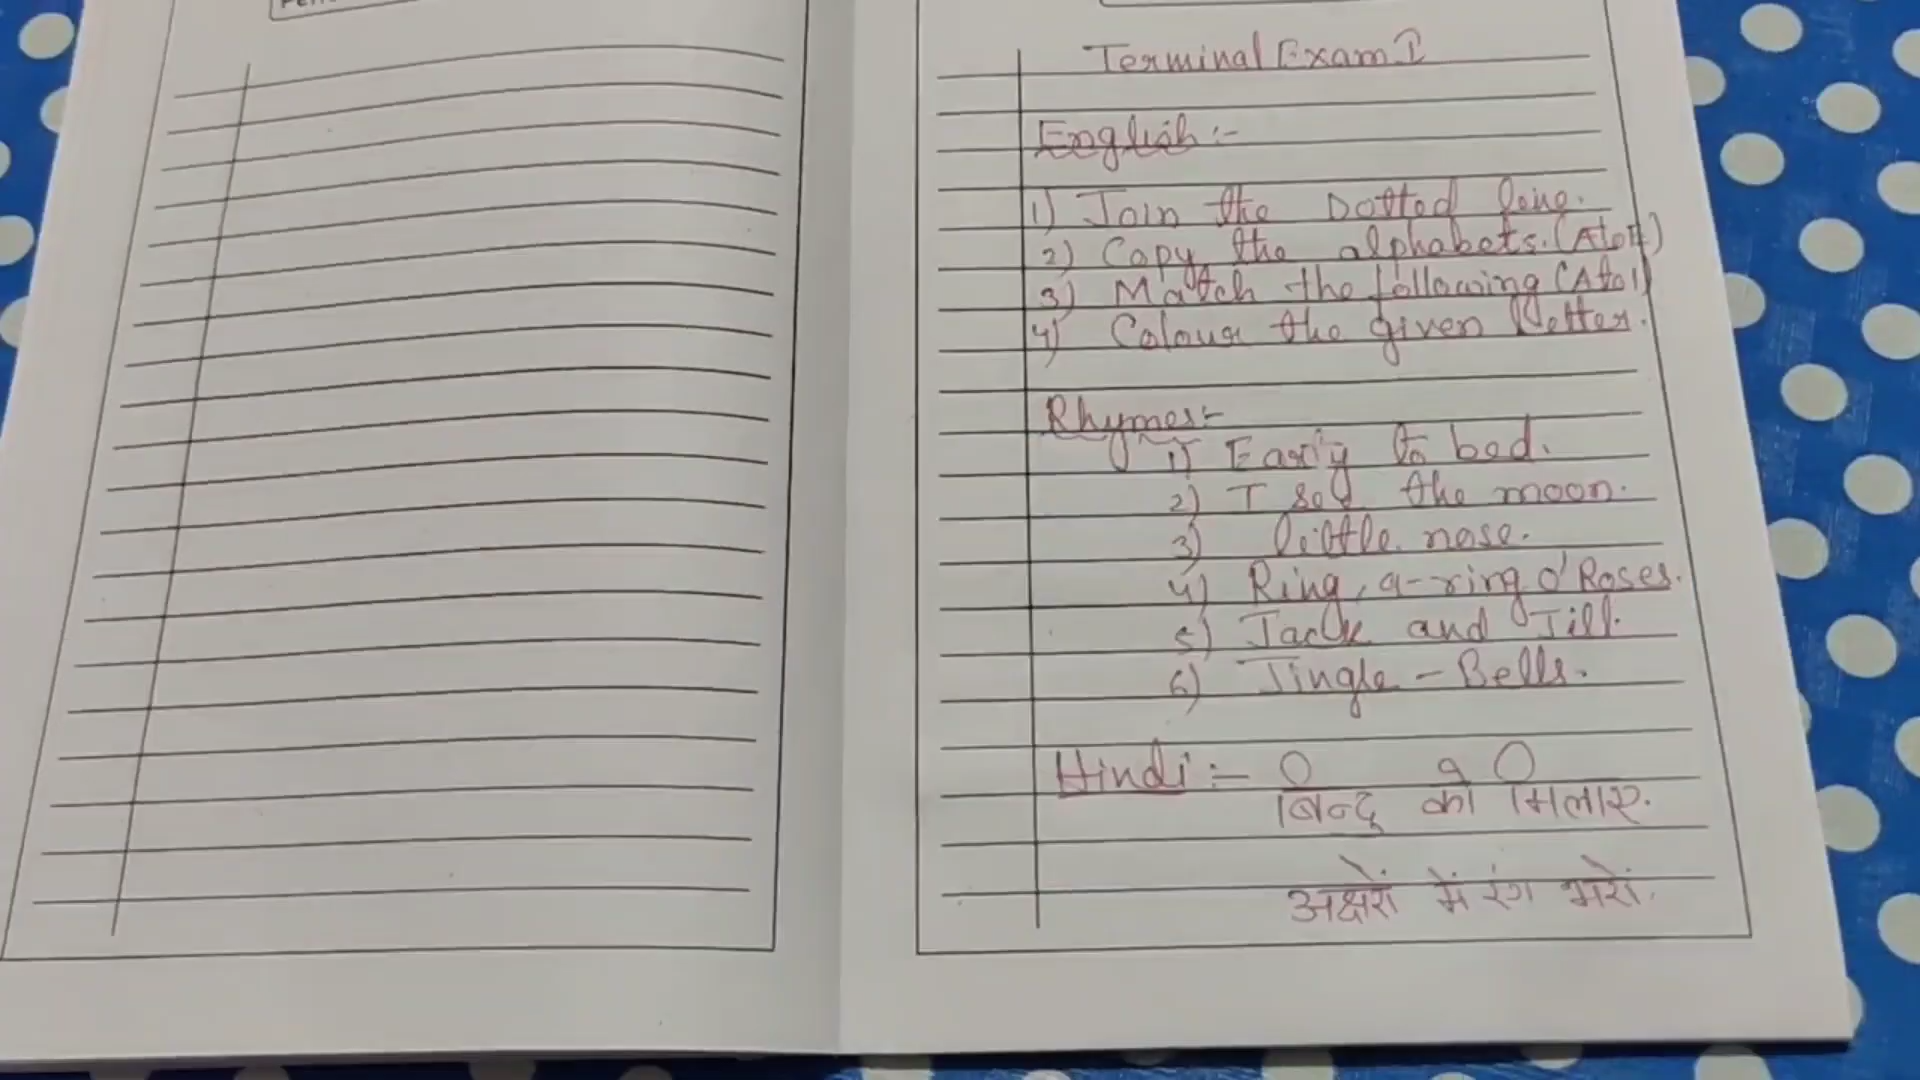 Terminal Exam I
English :-
1) Join the Dotted line.
2) Copy the alphabets. (A to
3) Match the following (A to I)
4) Colour the given letter.
Rhymes:-
1) Early to bed.
2) I see the moon.
3) little nose.
4) Ring, a-ring O' Roses.
5) Jack and Jill.
6) Jingle - Bells.
Hindi :- बिन्दू को मिलाए.
अक्षरों में रंग भरों.